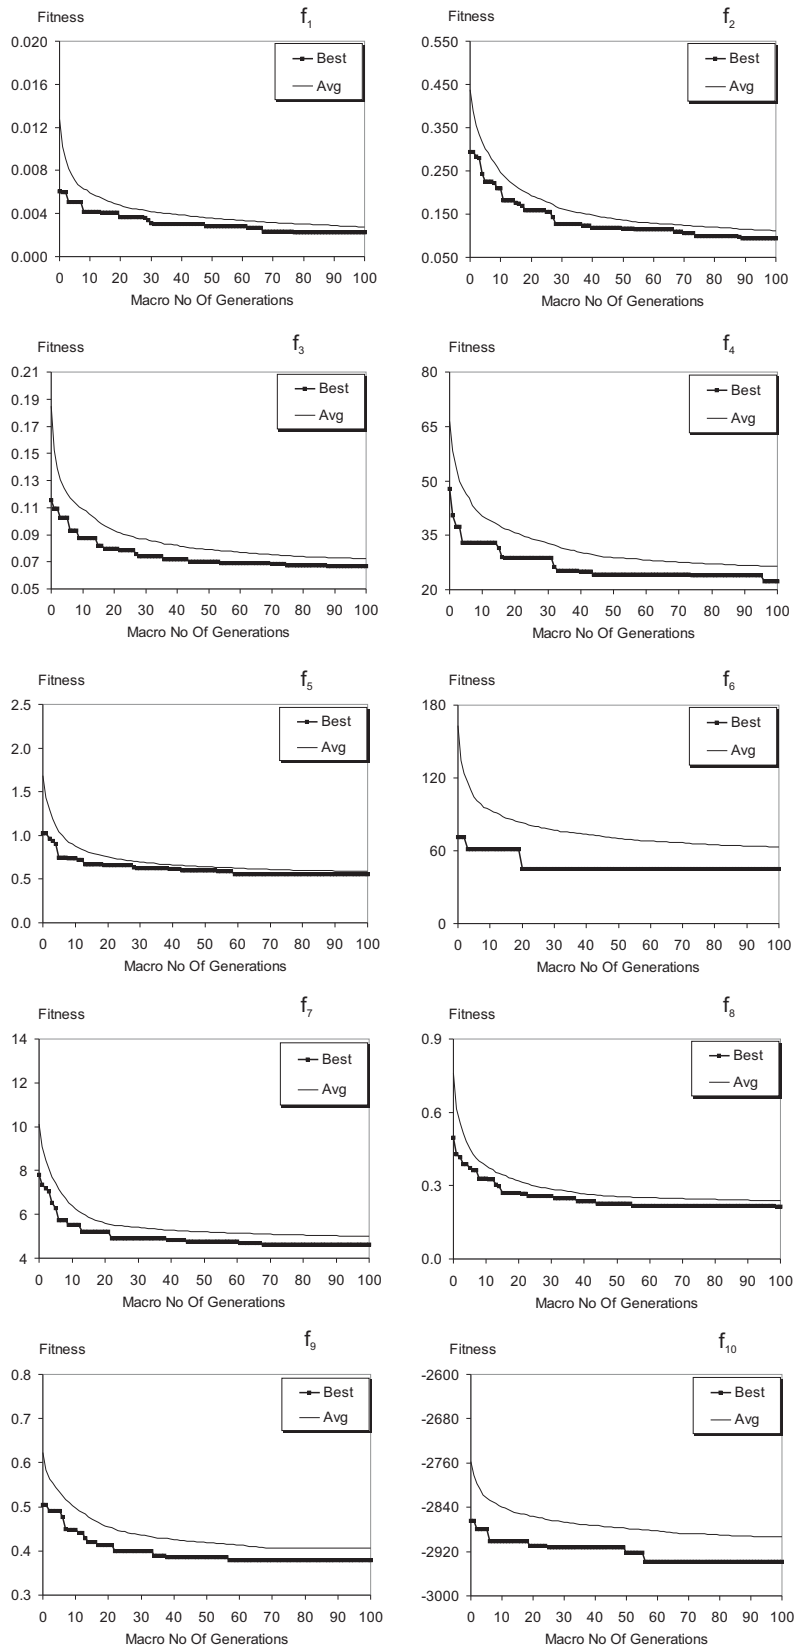 Fitness f1
0.020
0.016
0.012
0.008
0.004
0.000
0 10 20 30 40 50 60 70 80 90 100
Macro No Of Generations
Best
Avg
Fitness f2
0.550
0.450
0.350
0.250
0.150
0.050
0 10 20 30 40 50 60 70 80 90 100
Macro No Of Generations
Best
Avg
Fitness f3
0.21
0.19
0.17
0.15
0.13
0.11
0.09
0.07
0.05
0 10 20 30 40 50 60 70 80 90 100
Macro No Of Generations
Best
Avg
Fitness f4
80
65
50
35
20
0 10 20 30 40 50 60 70 80 90 100
Macro No Of Generations
Best
Avg
Fitness f5
2.5
2.0
1.5
1.0
0.5
0.0
0 10 20 30 40 50 60 70 80 90 100
Macro No Of Generations
Best
Avg
Fitness f6
180
120
60
0
0 10 20 30 40 50 60 70 80 90 100
Macro No Of Generations
Best
Avg
Fitness f7
14
12
10
8
6
4
0 10 20 30 40 50 60 70 80 90 100
Macro No Of Generations
Best
Avg
Fitness f8
0.9
0.6
0.3
0.0
0 10 20 30 40 50 60 70 80 90 100
Macro No Of Generations
Best
Avg
Fitness f9
0.8
0.7
0.6
0.5
0.4
0.3
0 10 20 30 40 50 60 70 80 90 100
Macro No Of Generations
Best
Avg
Fitness f10
-2600
-2680
-2760
-2840
-2920
-3000
0 10 20 30 40 50 60 70 80 90 100
Macro No Of Generations
Best
Avg